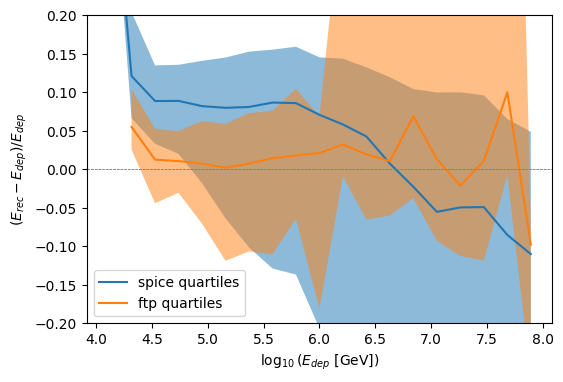 0.20
0.15
0.10
0.05
0.00
−0.05
−0.10
−0.15
−0.20
(E_rec − E_dep)/E_dep
spice quartiles
ftp quartiles
4.0 4.5 5.0 5.5 6.0 6.5 7.0 7.5 8.0
log₁₀ (E_dep [GeV])